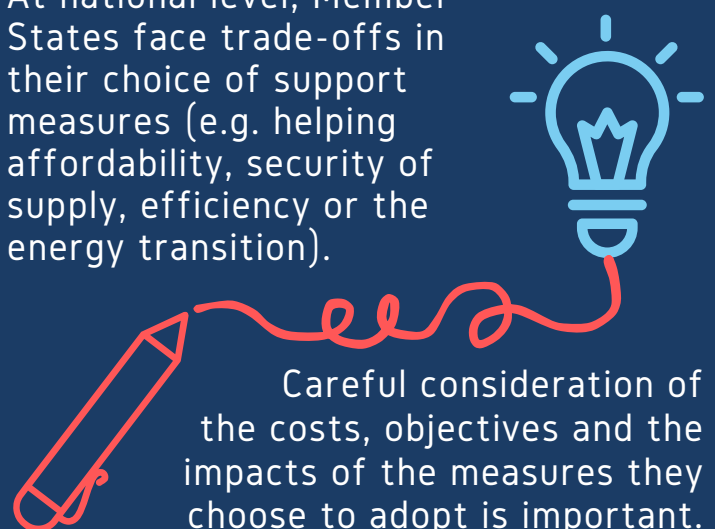 At national level, Member
States face trade-offs in
their choice of support
measures (e.g. helping
affordability, security of
supply, efficiency or the
energy transition).
Careful consideration of
the costs, objectives and the
impacts of the measures they
choose to adopt is important.